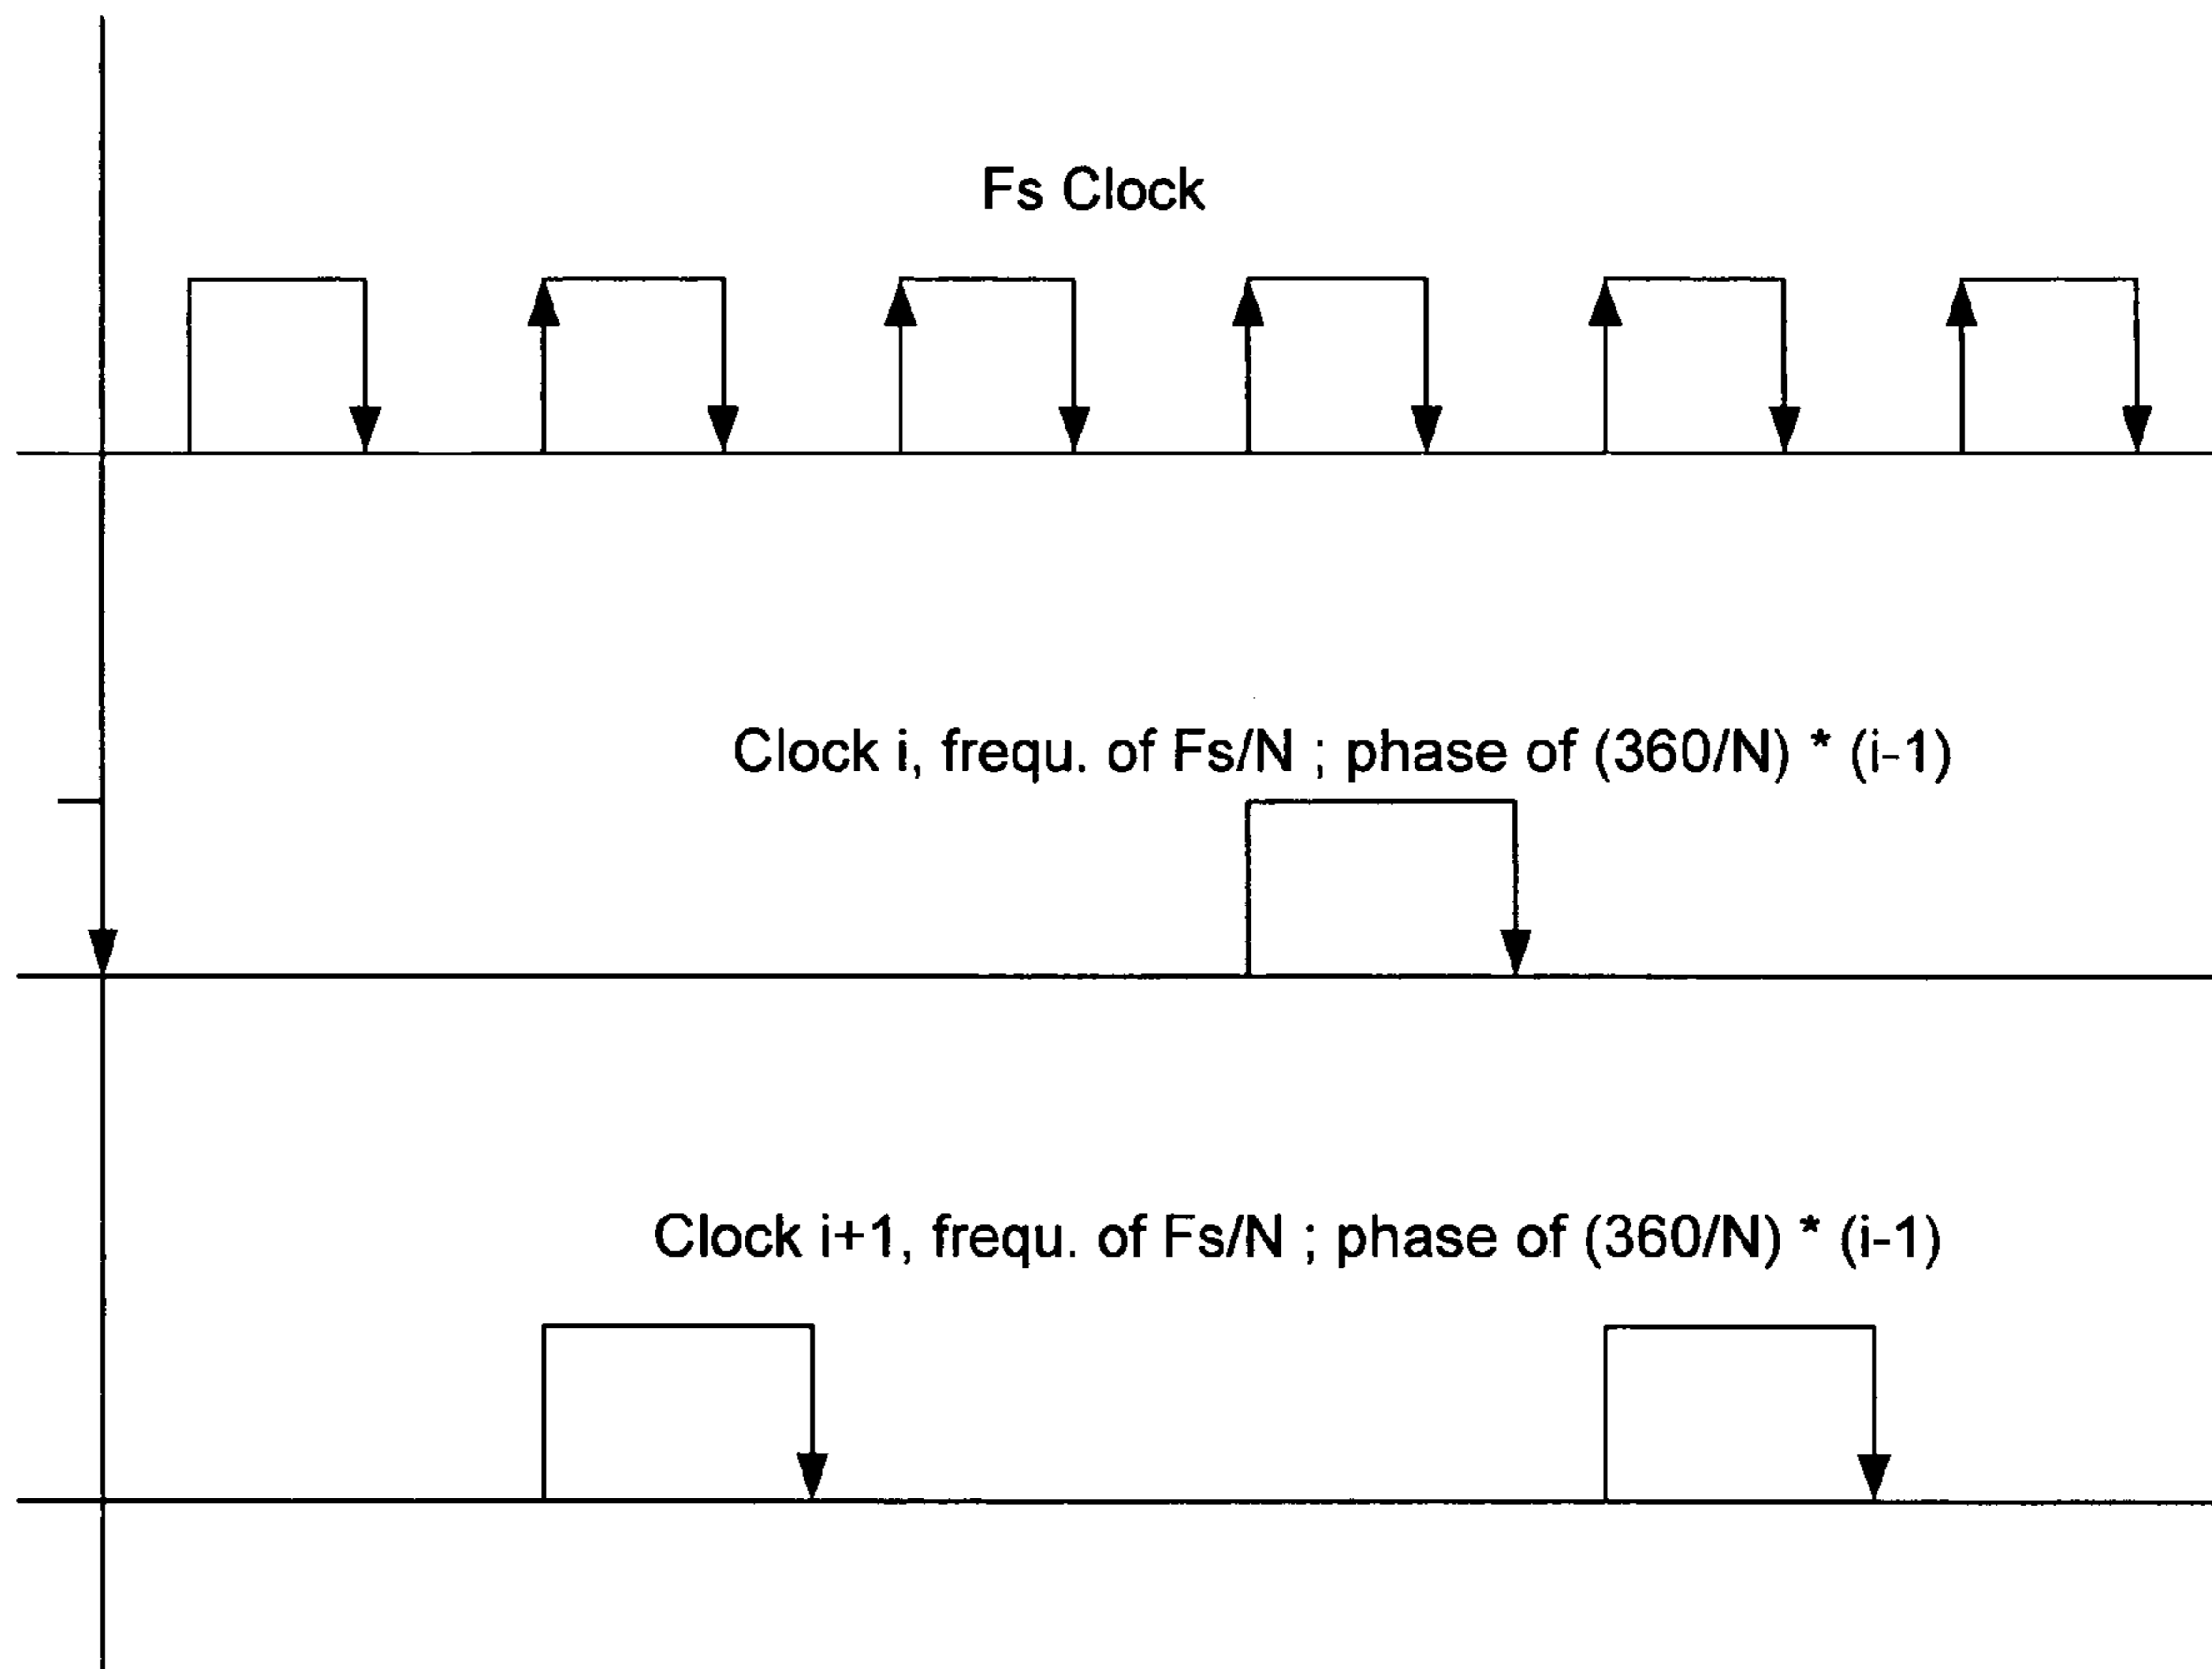 Fs Clock
Clock i, frequ. of Fs/N ; phase of (360/N) * (i-1)
Clock i+1, frequ. of Fs/N ; phase of (360/N) * (i-1)